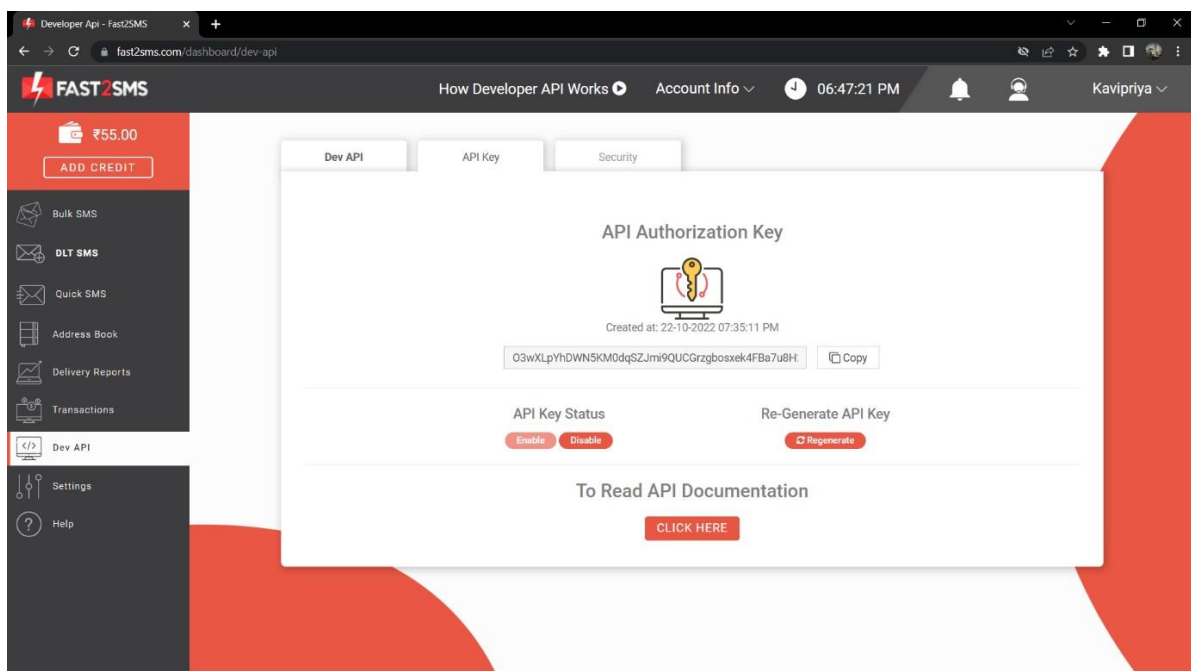 Developer Api - Fast2SMS
fast2sms.com/dashboard/dev-api
FAST2SMS
How Developer API Works
Account Info
06:47:21 PM
Kavipriya
₹55.00
ADD CREDIT
Bulk SMS
DLT SMS
Quick SMS
Address Book
Delivery Reports
Transactions
Dev API
Settings
Help
Dev API
API Key
Security
API Authorization Key
Created at: 22-10-2022 07:35:11 PM
O3wXLpYhDWN5KM0dqSZJmi9QUCGrzgbosxek4FBa7u8H
Copy
API Key Status
Enable
Disable
Re-Generate API Key
Regenerate
To Read API Documentation
CLICK HERE